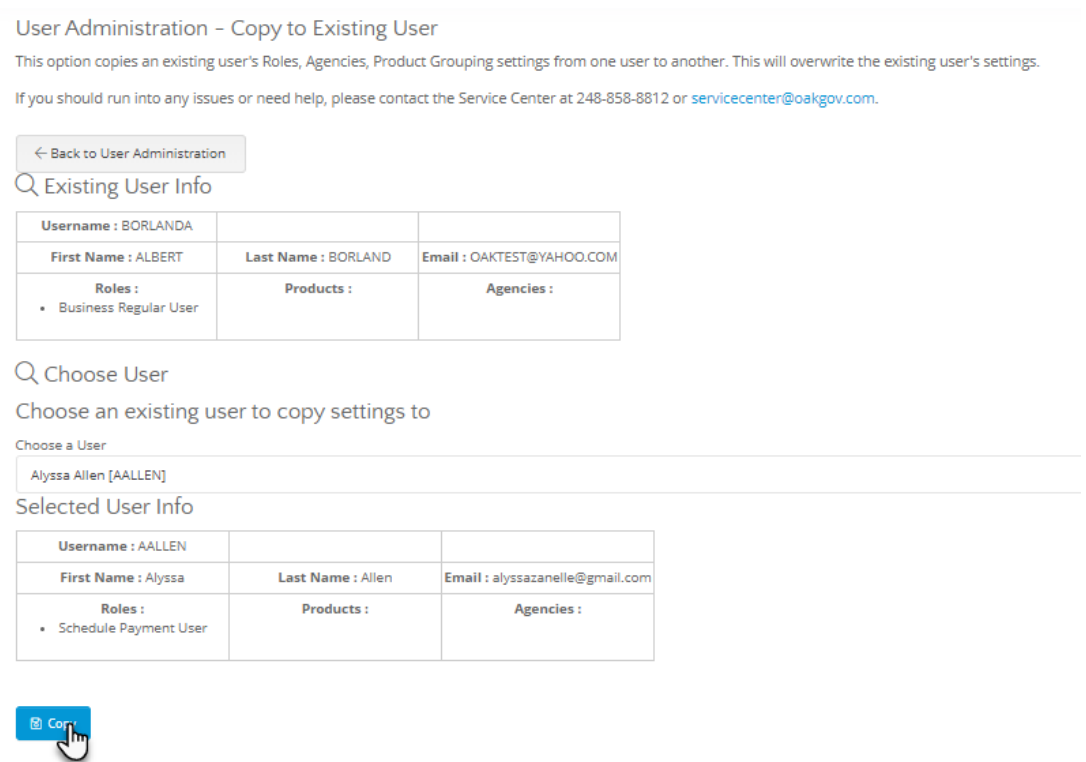 User Administration - Copy to Existing User
This option copies an existing user's Roles, Agencies, Product Grouping settings from one user to another. This will overwrite the existing user's settings.
If you should run into any issues or need help, please contact the Service Center at 248-858-8812 or servicecenter@oakgov.com.
← Back to User Administration
Existing User Info
Username : BORLANDA
First Name : ALBERT Last Name : BORLAND Email : OAKTEST@YAHOO.COM
Roles : Products : Agencies :
• Business Regular User
Choose User
Choose an existing user to copy settings to
Choose a User
Alyssa Allen [AALLEN]
Selected User Info
Username : AALLEN
First Name : Alyssa Last Name : Allen Email : alyssazanelle@gmail.com
Roles : Products : Agencies :
• Schedule Payment User
Copy